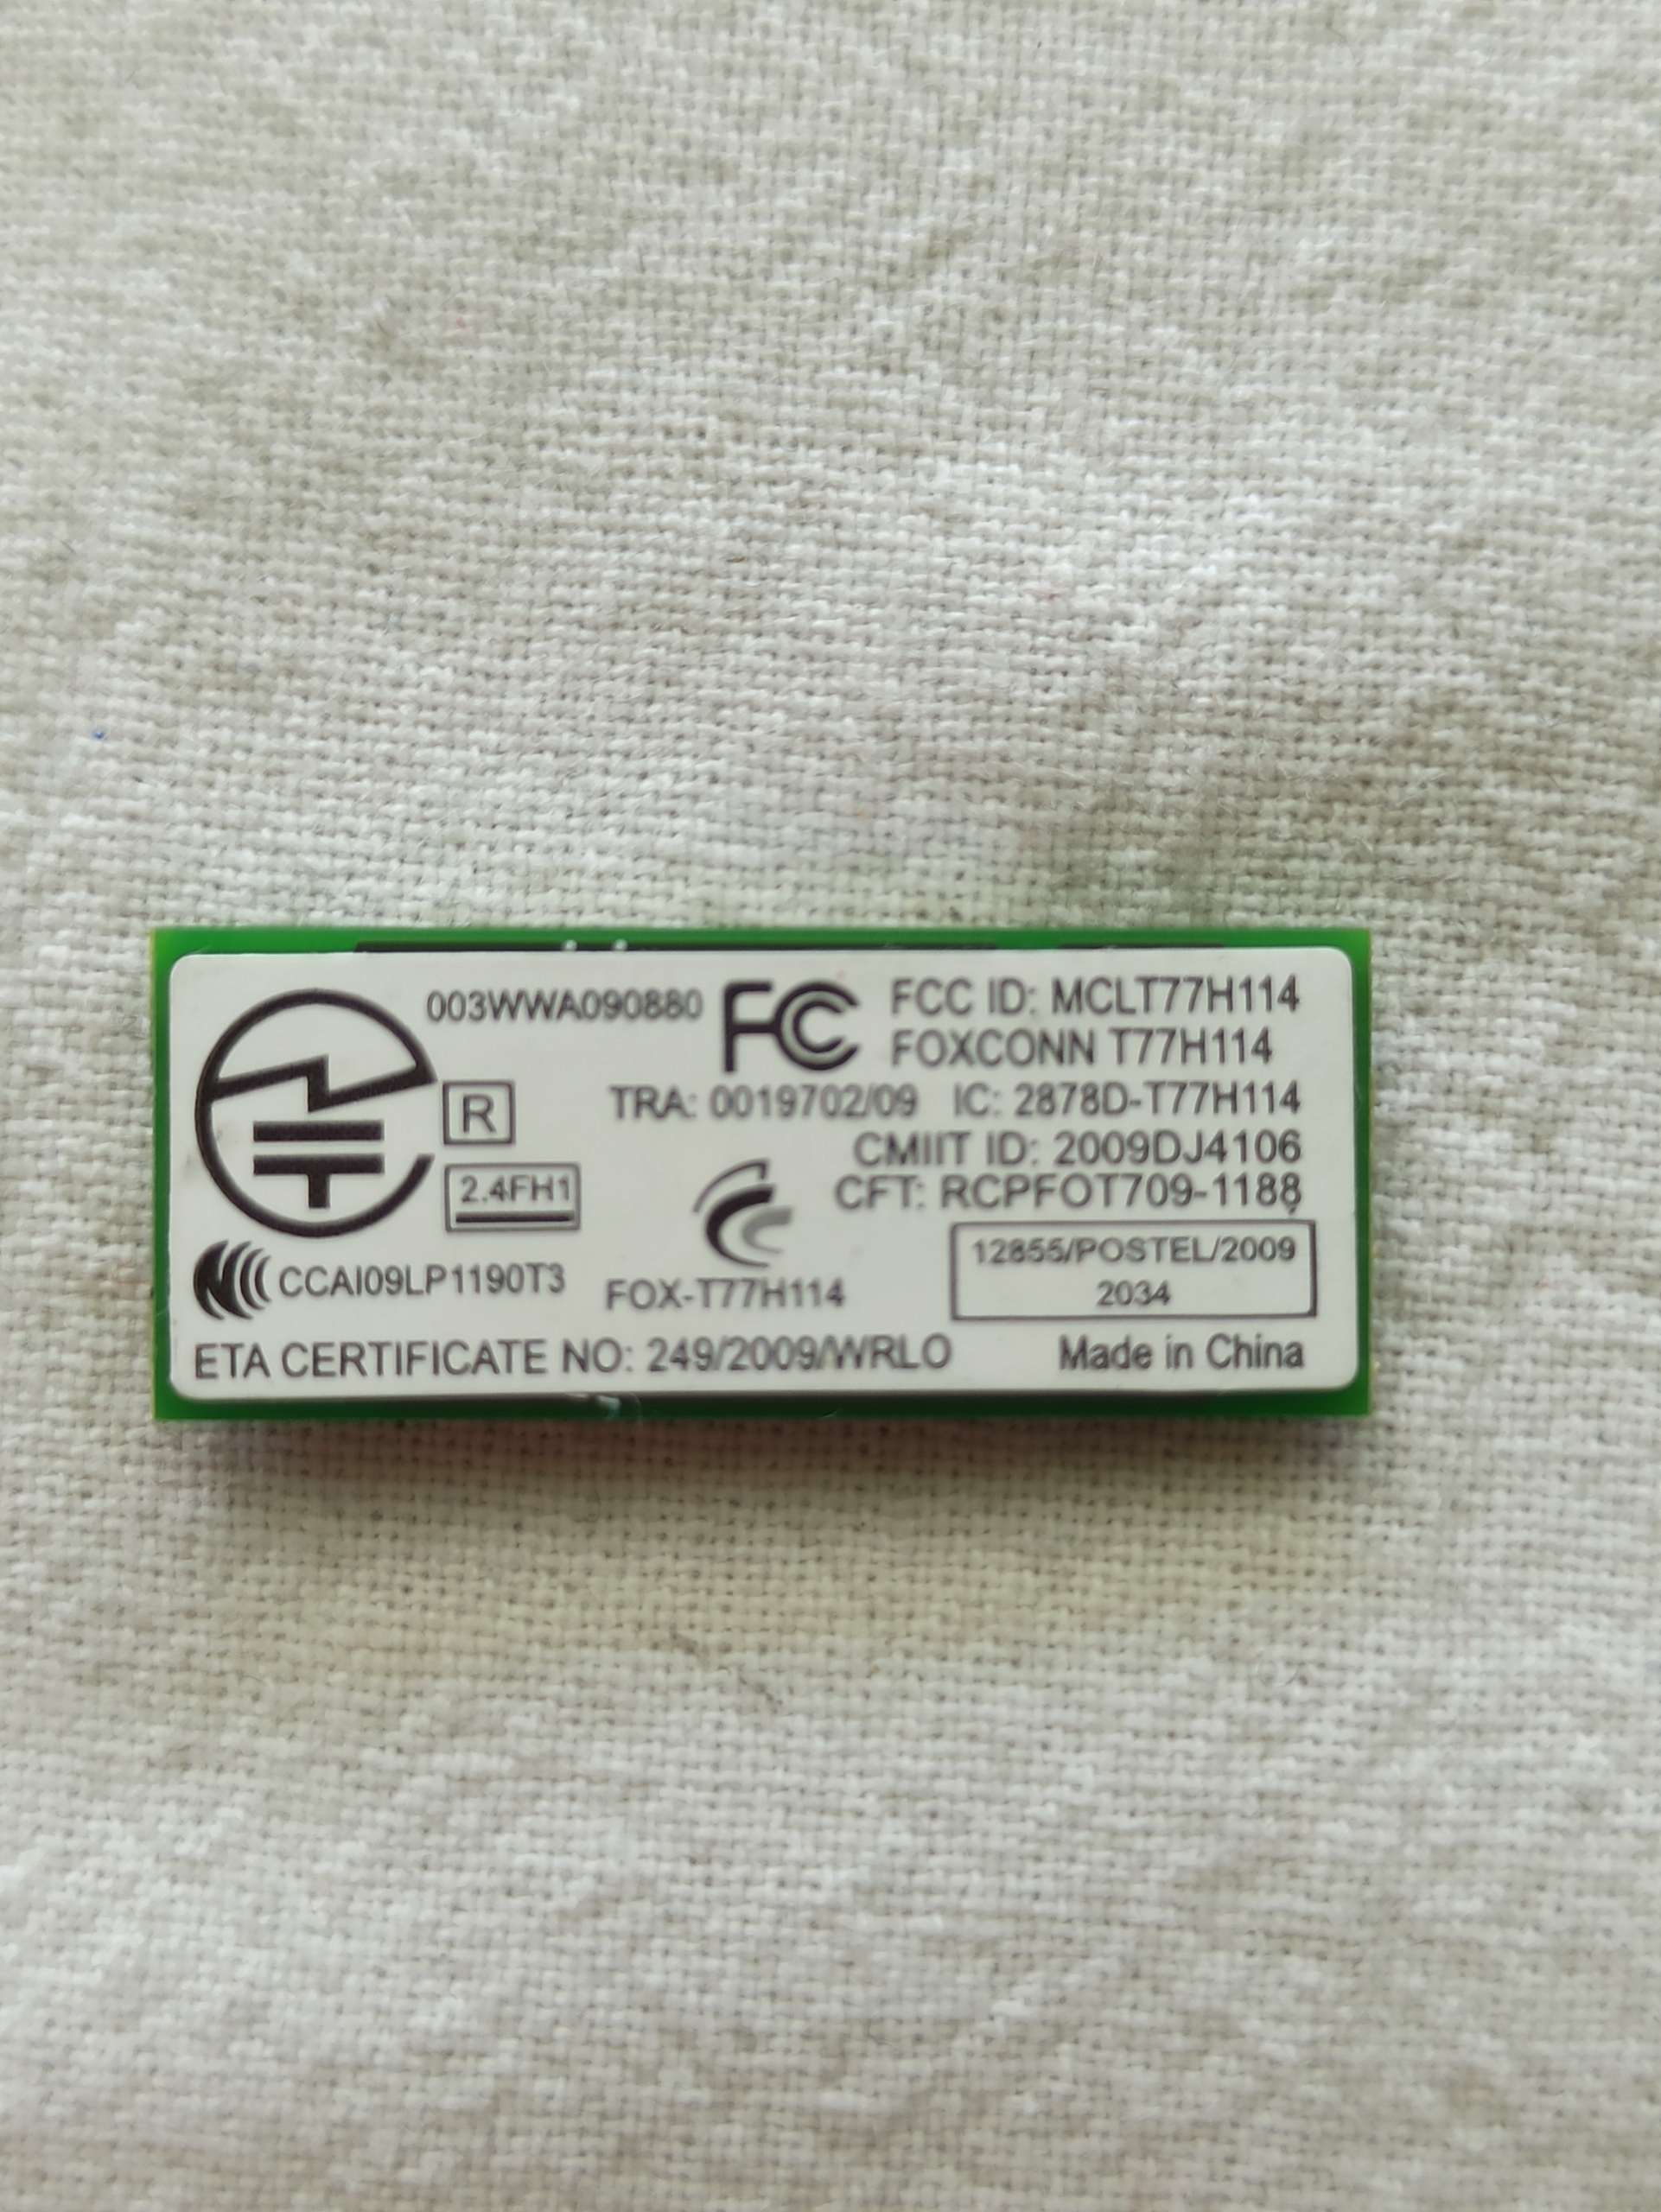 003WWA090880
FC
FCC ID: MCLT77H114
FOXCONN T77H114
R
TRA: 0019702/09 IC: 2878D-T77H114
CMIIT ID: 2009DJ4106
2.4FH1
CFT: RCPFOT709-1188
CCAI09LP1190T3
FOX-T77H114
12855/POSTEL/2009
2034
ETA CERTIFICATE NO: 249/2009/WRLO
Made in China